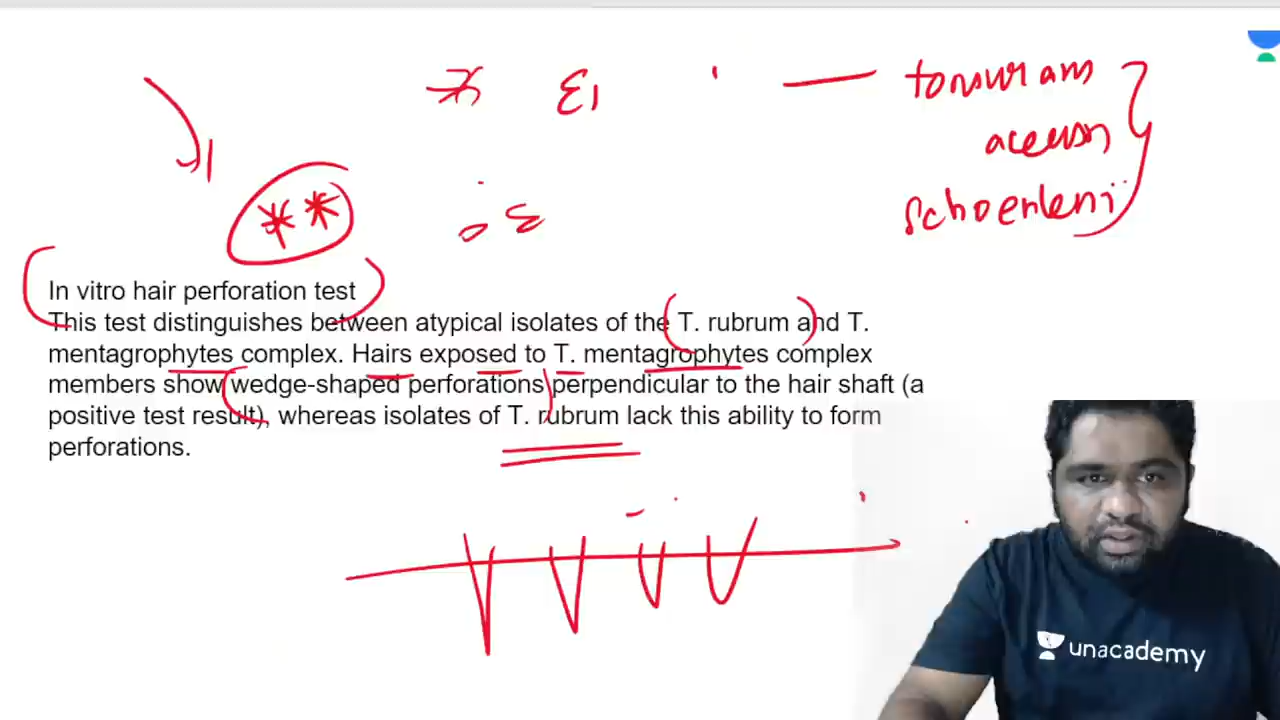 tonsurans
schoenleni
In vitro hair perforation test
This test distinguishes between atypical isolates of the T. rubrum and T.
mentagrophytes complex. Hairs exposed to T. mentagrophytes complex
members show wedge-shaped perforations perpendicular to the hair shaft (a
positive test result), whereas isolates of T. rubrum lack this ability to form
perforations.
unacademy